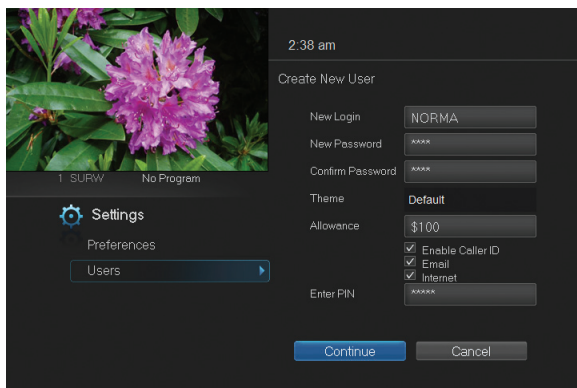 2:38 am
Create New User
New Login NORMA
New Password ****
Confirm Password ****
Theme Default
Allowance $100
Enable Caller ID
Email
Internet
Enter PIN *****
Continue Cancel
1 SURW No Program
Settings
Preferences
Users